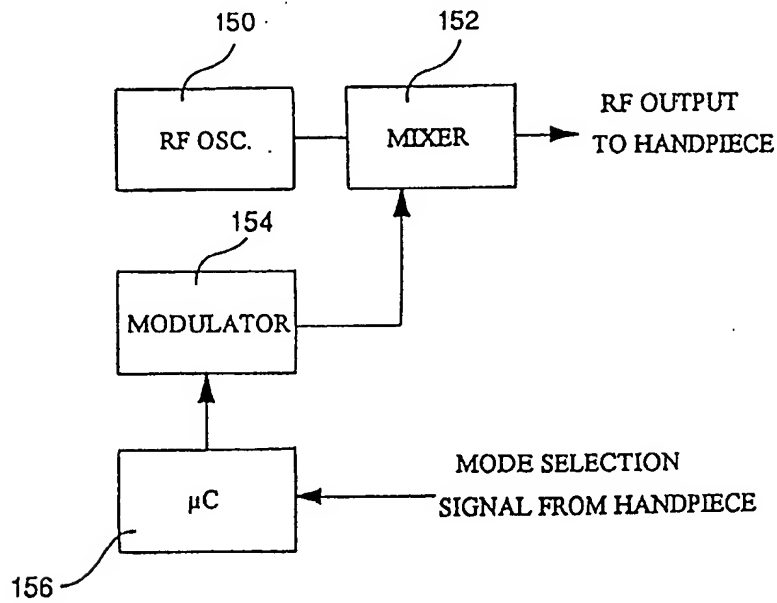 150
152
RF OSC.
MIXER
RF OUTPUT
TO HANDPIECE
154
MODULATOR
µC
MODE SELECTION
SIGNAL FROM HANDPIECE
156